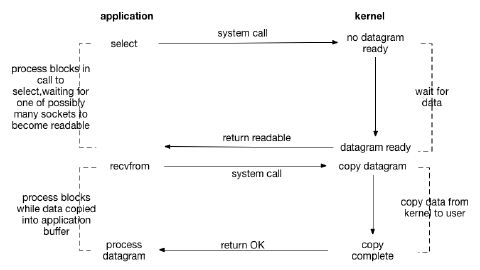 application
kernel
select
system call
no datagram
ready
process blocks in
call to
select,waiting for
one of possibly
many sockets to
become readable
wait for
data
return readable
datagram ready
recvfrom
system call
copy datagram
process blocks
while data copied
into application
buffer
copy data from
kernel to user
process
datagram
return OK
copy
complete